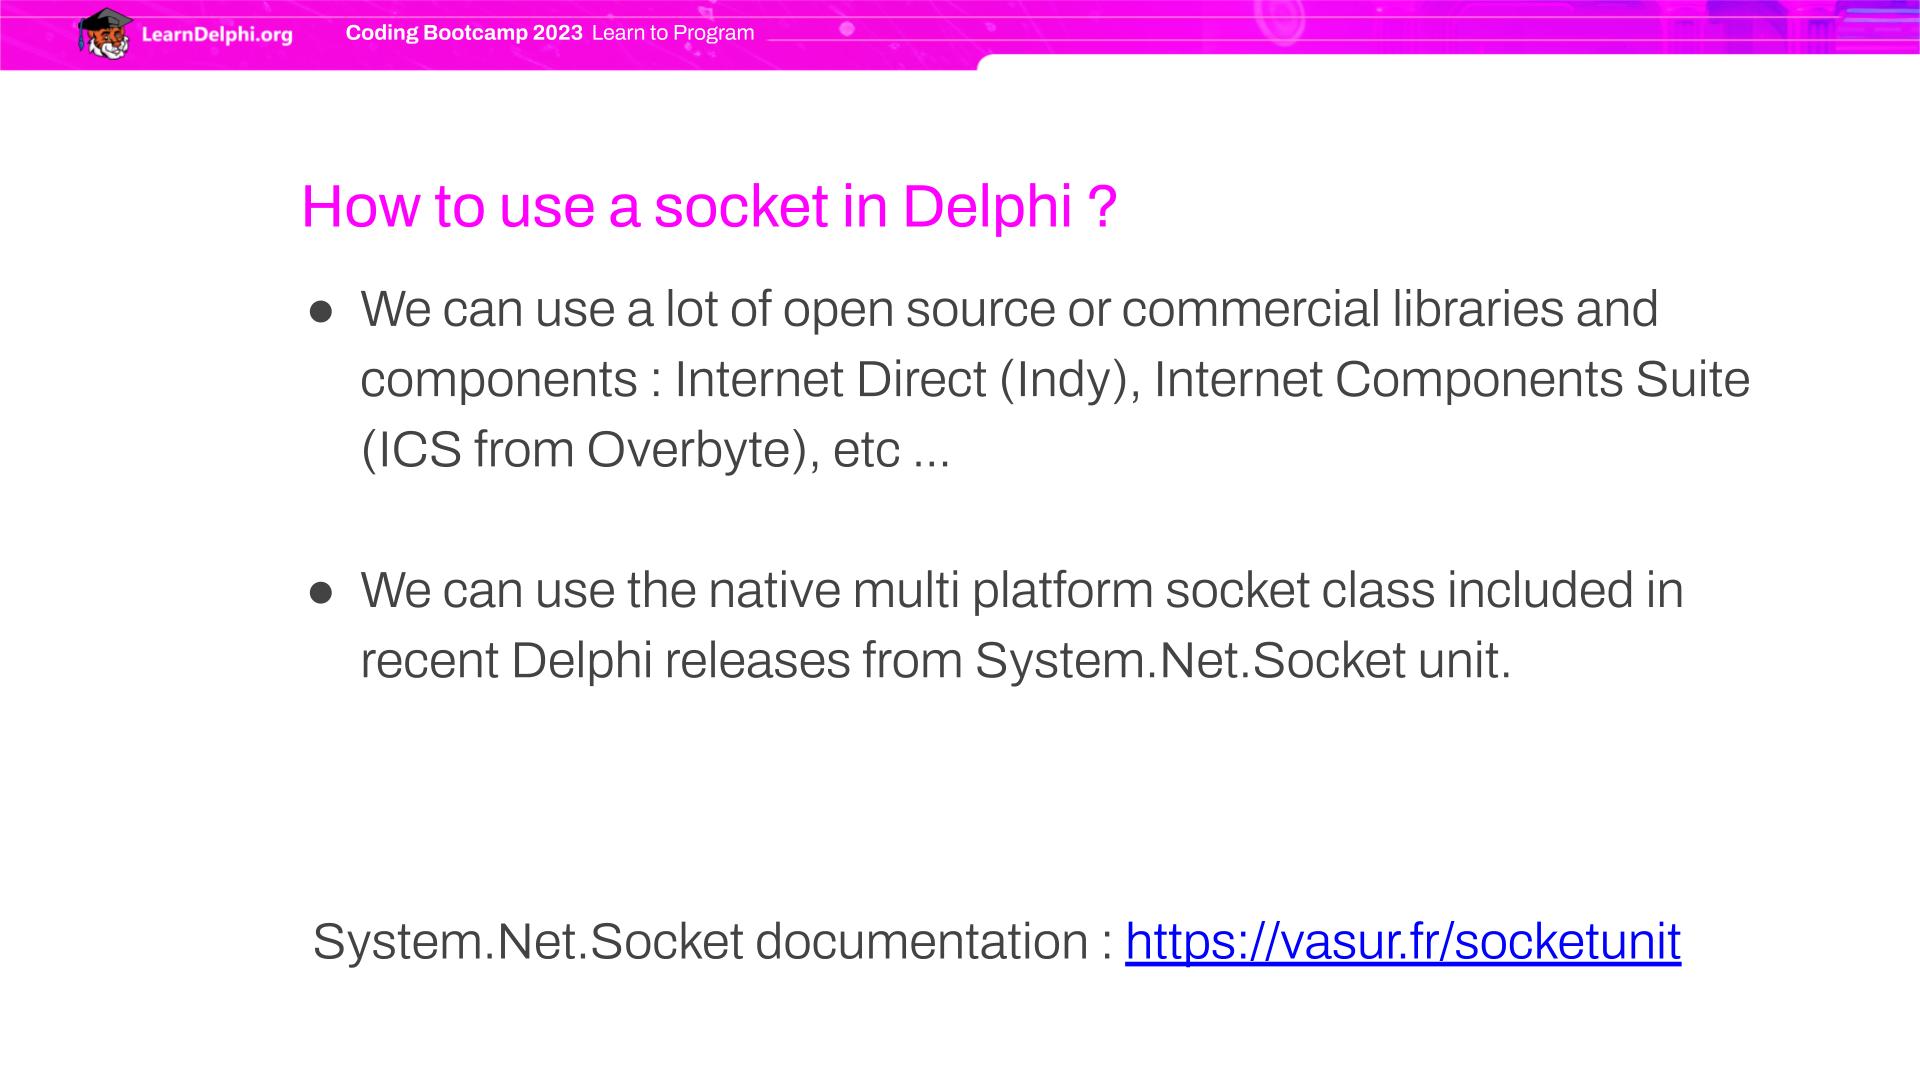 LearnDelphi.org
Coding Bootcamp 2023 Learn to Program
How to use a socket in Delphi ?
● We can use a lot of open source or commercial libraries and
components : Internet Direct (Indy), Internet Components Suite
(ICS from Overbyte), etc ...
● We can use the native multi platform socket class included in
recent Delphi releases from System.Net.Socket unit.
System.Net.Socket documentation : https://vasur.fr/socketunit